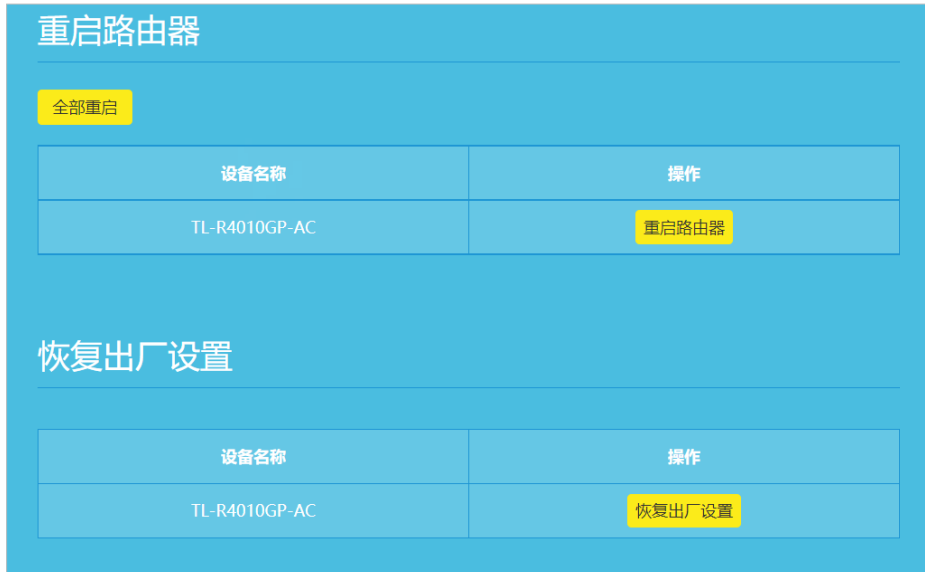 重启路由器
全部重启
设备名称 操作
TL-R4010GP-AC 重启路由器
恢复出厂设置
设备名称 操作
TL-R4010GP-AC 恢复出厂设置